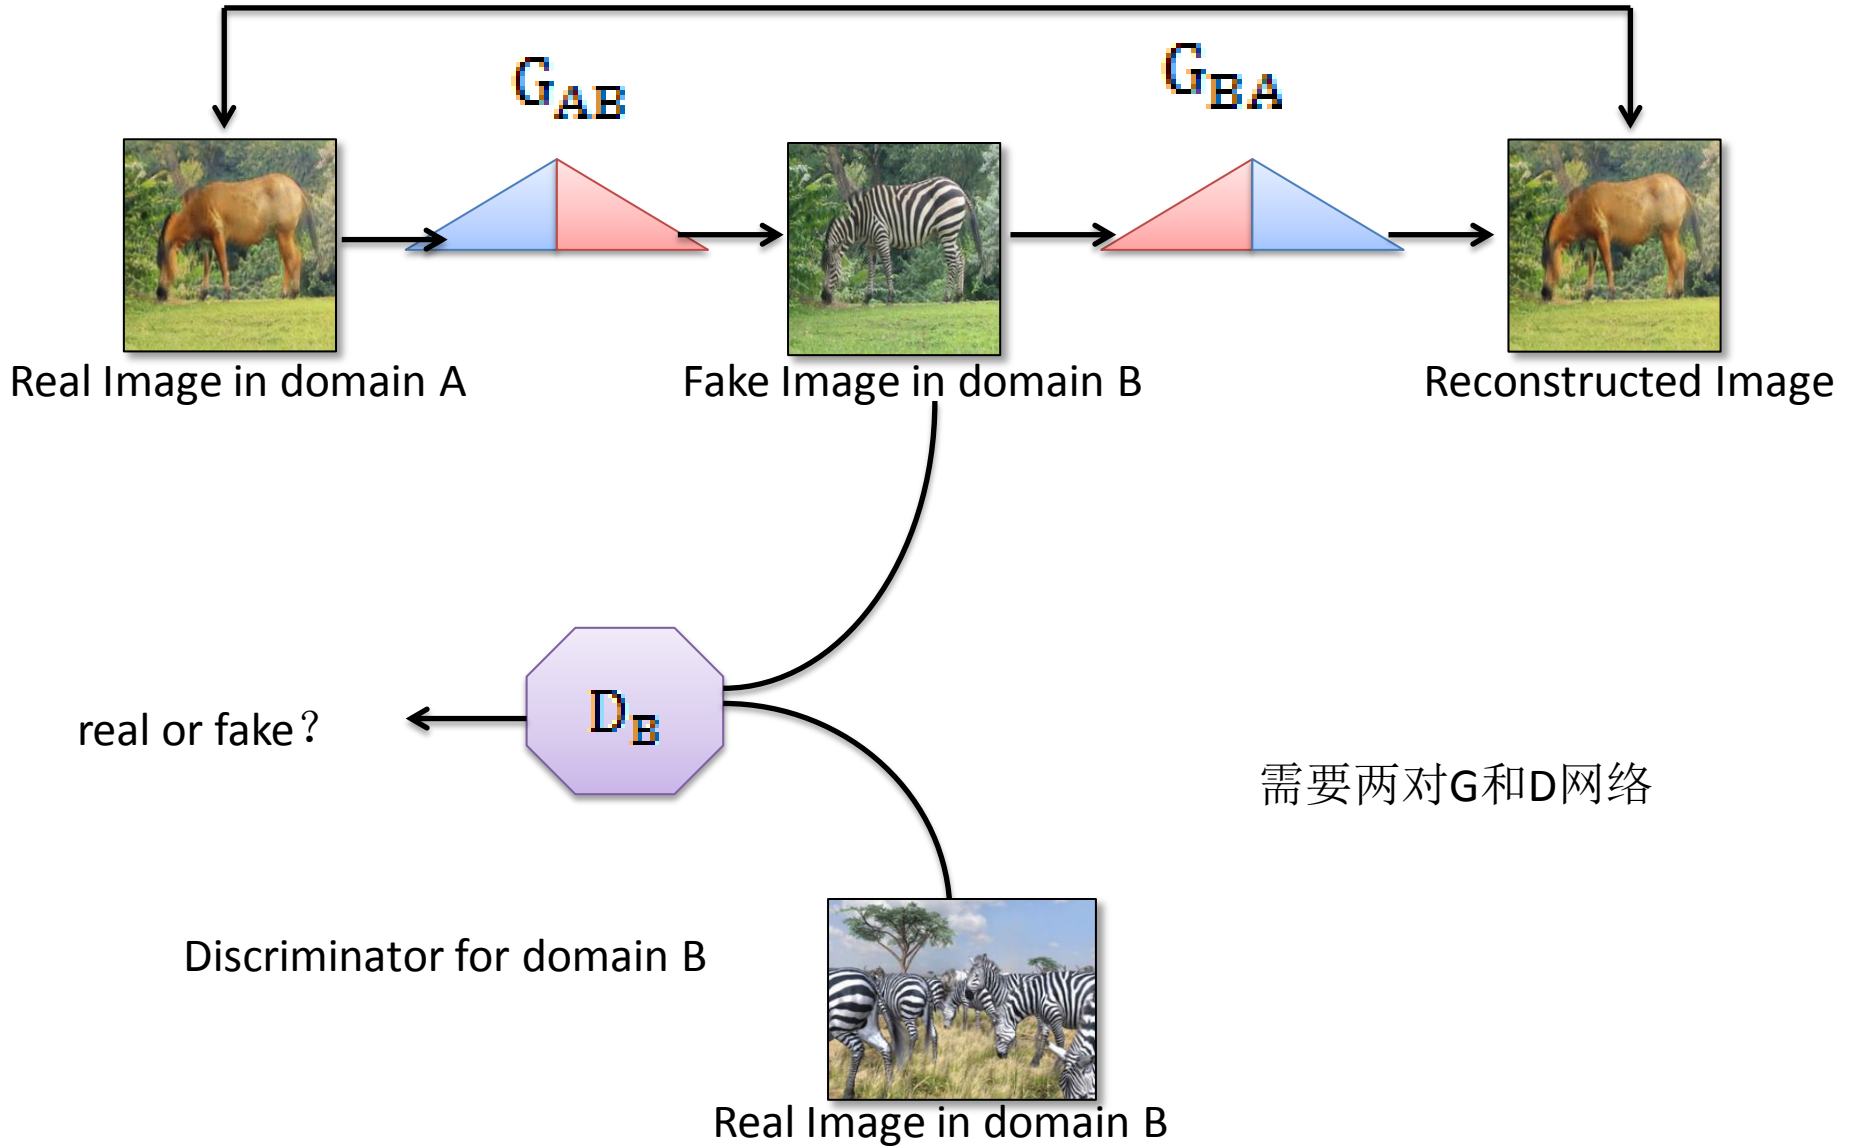 G_AB
G_BA
Real Image in domain A
Fake Image in domain B
Reconstructed Image
D_B
real or fake？
需要两对G和D网络
Discriminator for domain B
Real Image in domain B